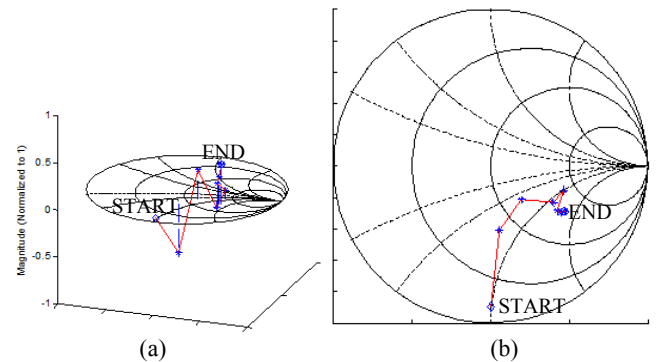 Magnitude (Normalized to 1)
1
0.5
0
-0.5
-1
END
START
END
START
(a)
(b)